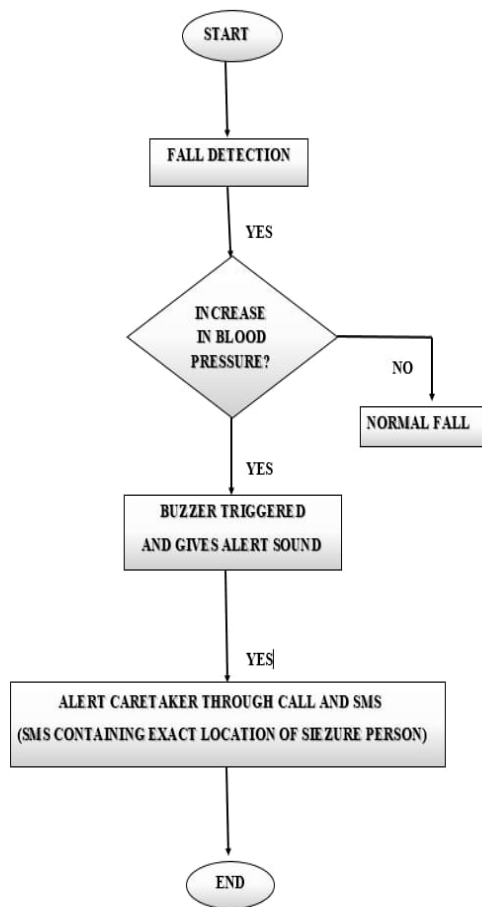 START
FALL DETECTION
YES
INCREASE
IN BLOOD
PRESSURE?
NO
NORMAL FALL
YES
BUZZER TRIGGERED
AND GIVES ALERT SOUND
YES
ALERT CARETAKER THROUGH CALL AND SMS
(SMS CONTAINING EXACT LOCATION OF SIEZURE PERSON)
END